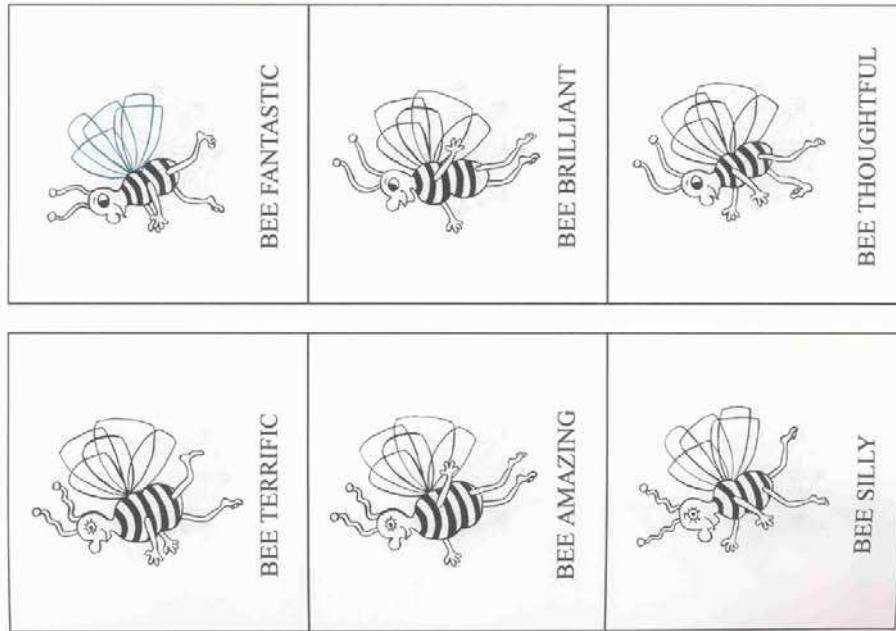 BEE FANTASTIC
BEE BRILLIANT
BEE THOUGHTFUL
BEE TERRIFIC
BEE AMAZING
BEE SILLY